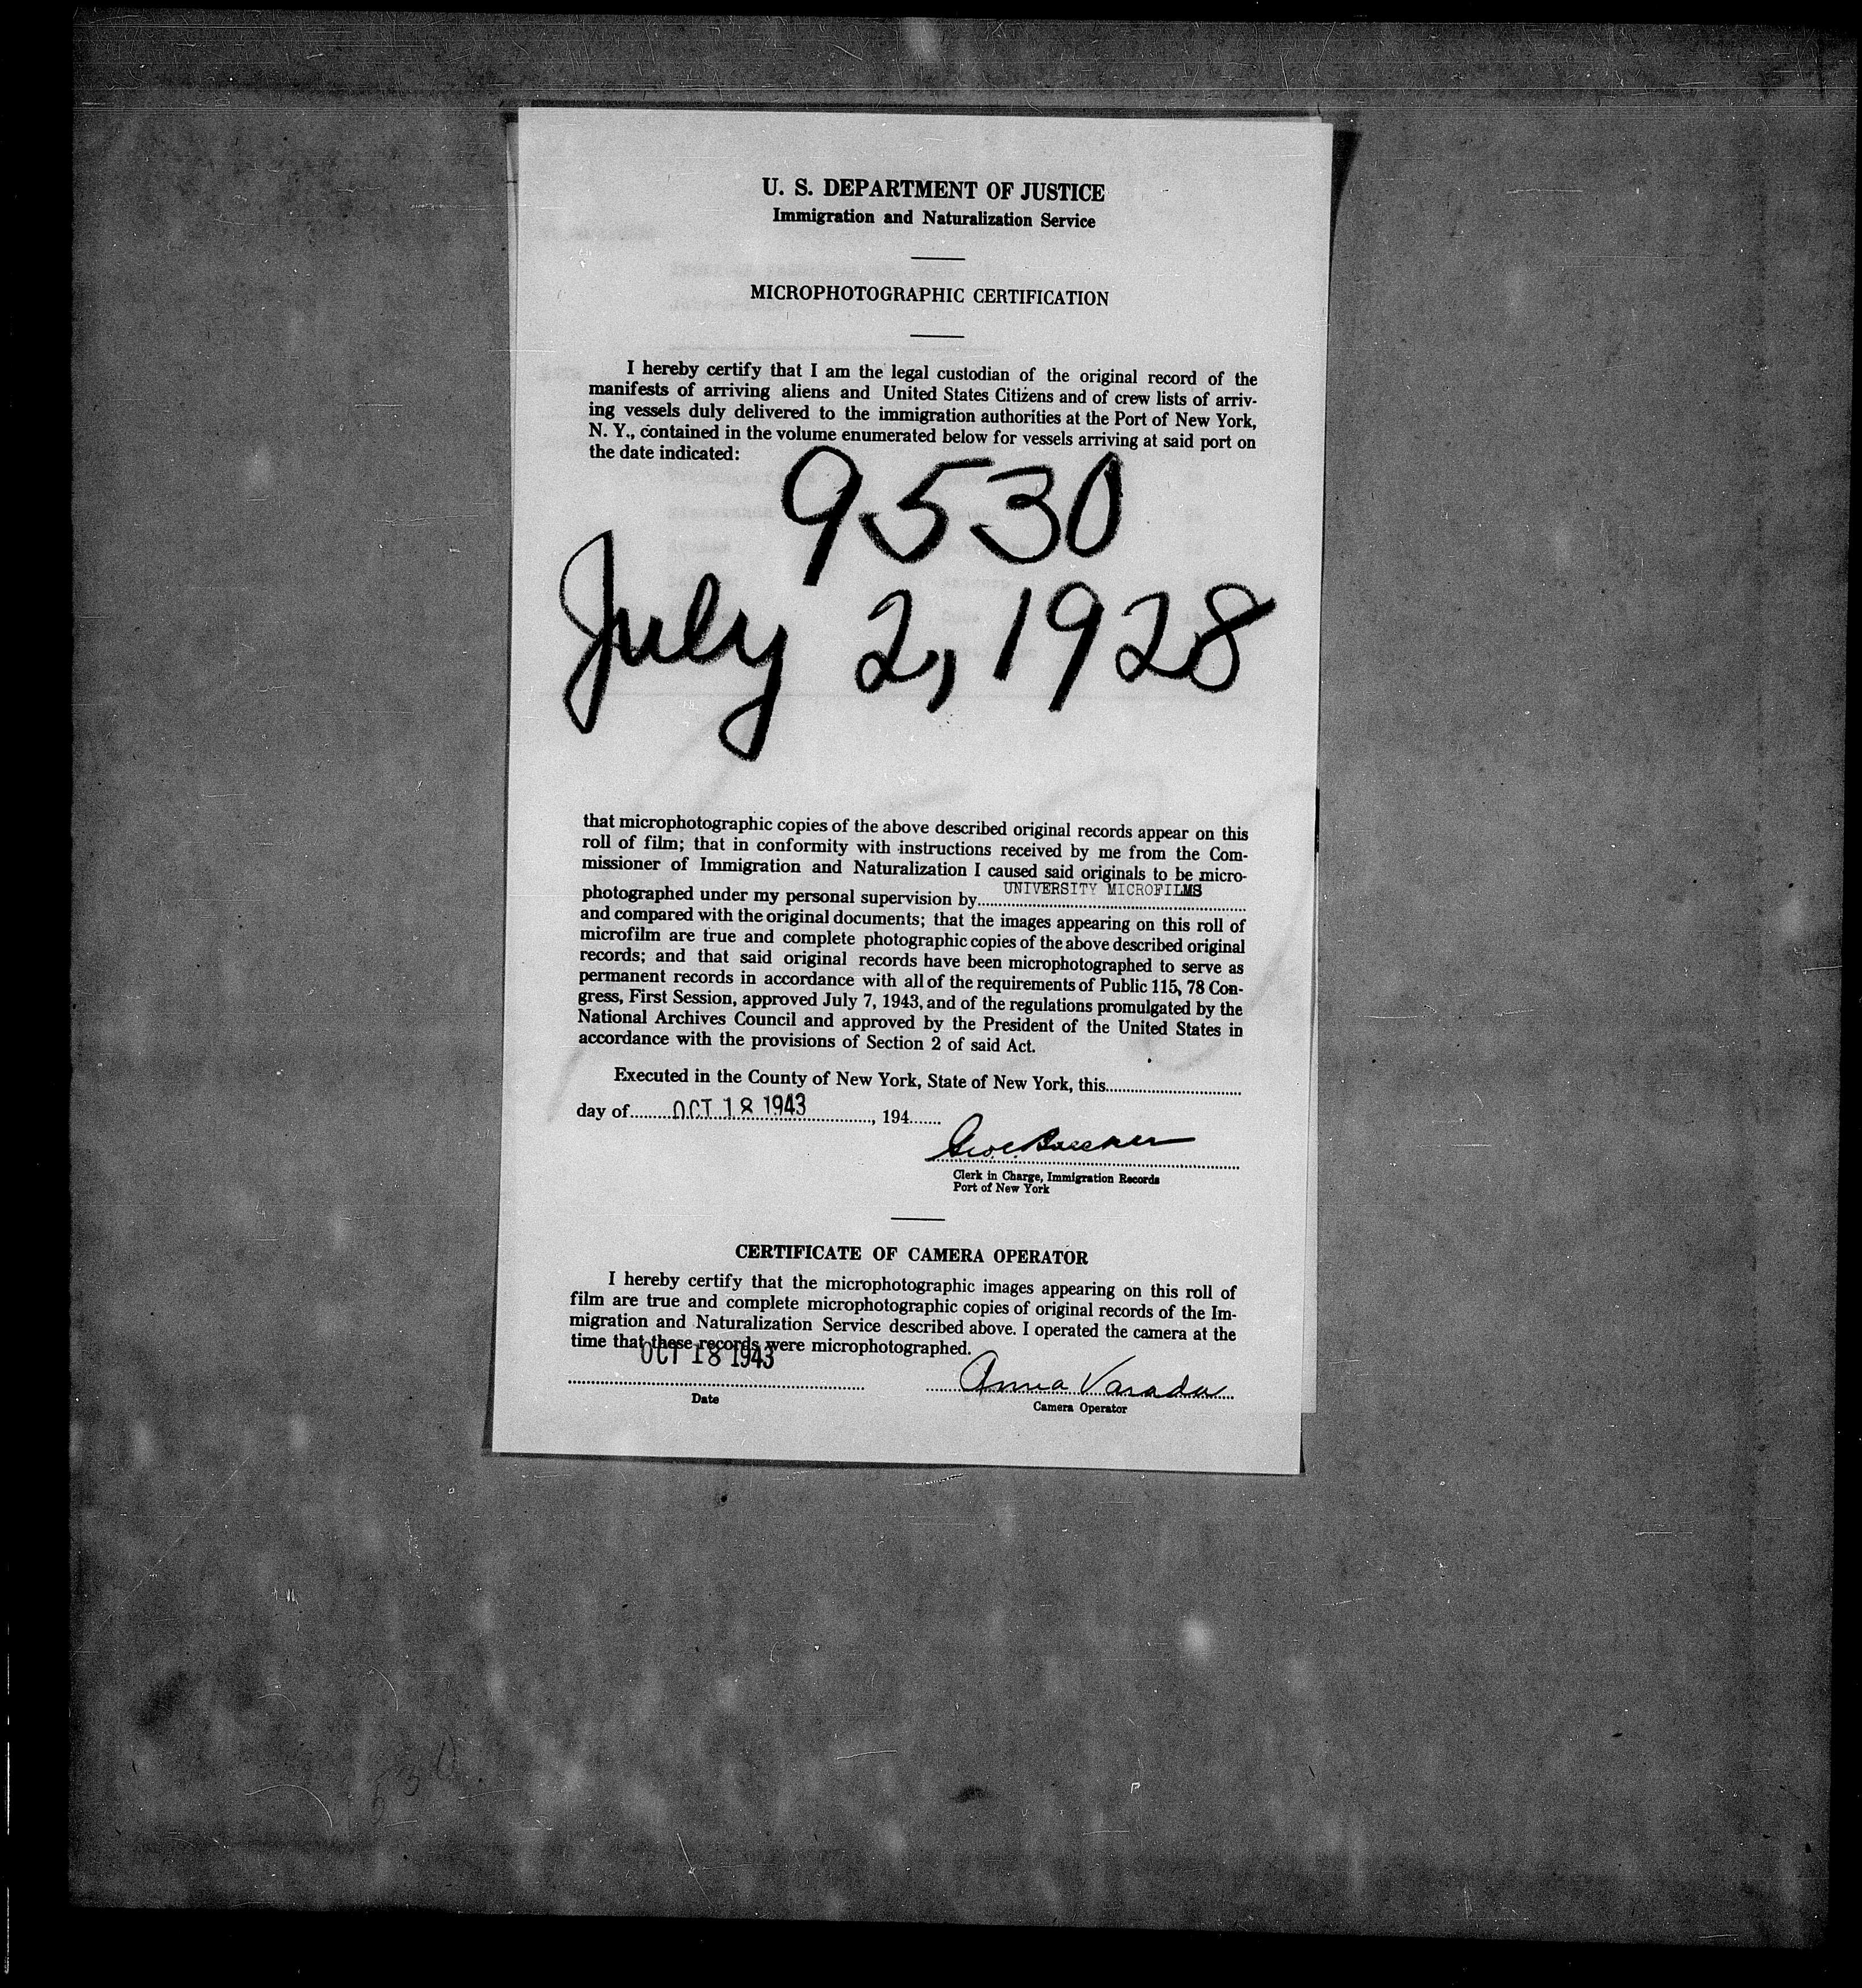 U. S. DEPARTMENT OF JUSTICE
Immigration and Naturalization Service
MICROPHOTOGRAPHIC CERTIFICATION
I hereby certify that I am the legal custodian of the original record of the
manifests of arriving aliens and United States Citizens and of crew lists of arriv-
ing vessels duly delivered to the immigration authorities at the Port of New York,
N. Y., contained in the volume enumerated below for vessels arriving at said port on
the date indicated:
9530
July 2, 1928
that microphotographic copies of the above described original records appear on this
roll of film; that in conformity with instructions received by me from the Com-
missioner of Immigration and Naturalization I caused said originals to be micro-
photographed under my personal supervision by UNIVERSITY MICROFILMS
and compared with the original documents; that the images appearing on this roll of
microfilm are true and complete photographic copies of the above described original
records; and that said original records have been microphotographed to serve as
permanent records in accordance with all of the requirements of Public 115, 78 Con-
gress, First Session, approved July 7, 1943, and of the regulations promulgated by the
National Archives Council and approved by the President of the United States in
accordance with the provisions of Section 2 of said Act.
Executed in the County of New York, State of New York, this
day of OCT 18 1943, 194
Clerk in Charge, Immigration Records
Port of New York
CERTIFICATE OF CAMERA OPERATOR
I hereby certify that the microphotographic images appearing on this roll of
film are true and complete microphotographic copies of original records of the Im-
migration and Naturalization Service described above. I operated the camera at the
time that these records were microphotographed.
OCT 18 1943
Anna Varada
Date
Camera Operator